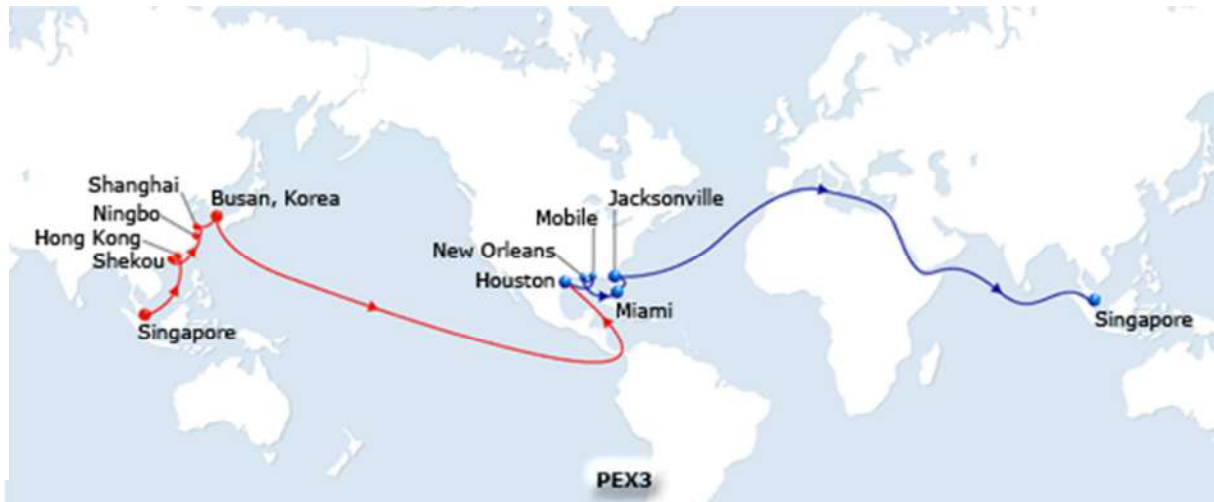 Shanghai
Busan, Korea
Ningbo
Hong Kong
Shekou
Singapore
Jacksonville
Mobile
New Orleans
Houston
Miami
Singapore
PEX3